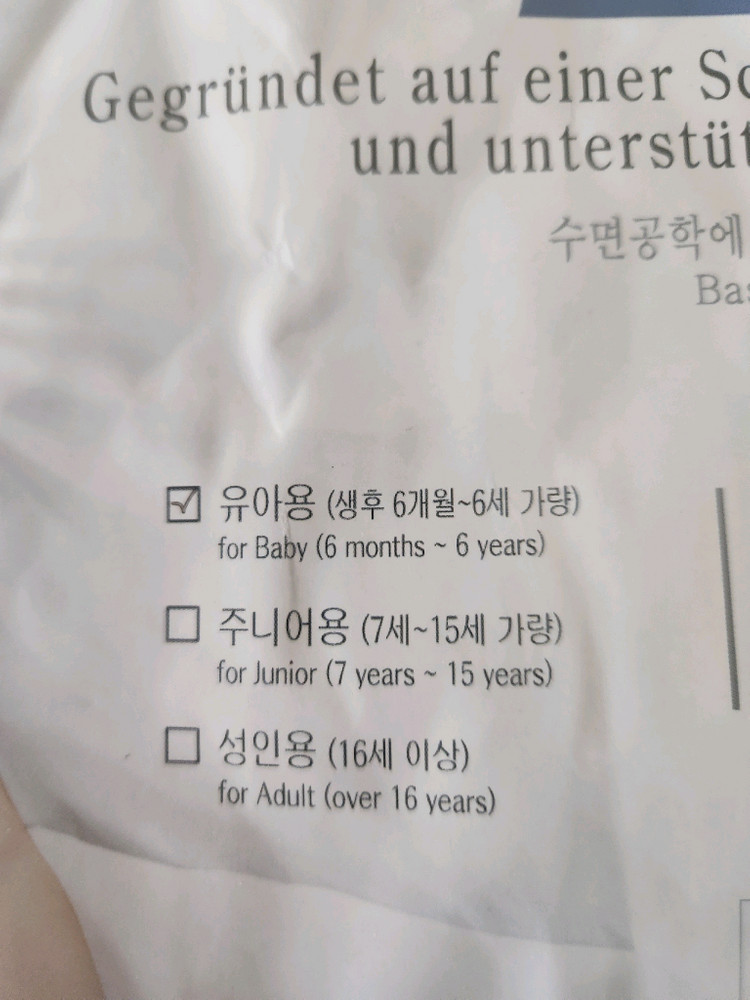 Gegründet auf einer
und
수면공학에
☑ 유아용 (생후 6개월~6세 가량)
for Baby (6 months ~ 6 years)
☐ 주니어용 (7세~15세 가량)
for Junior (7 years ~ 15 years)
☐ 성인용 (16세 이상)
for Adult (over 16 years)